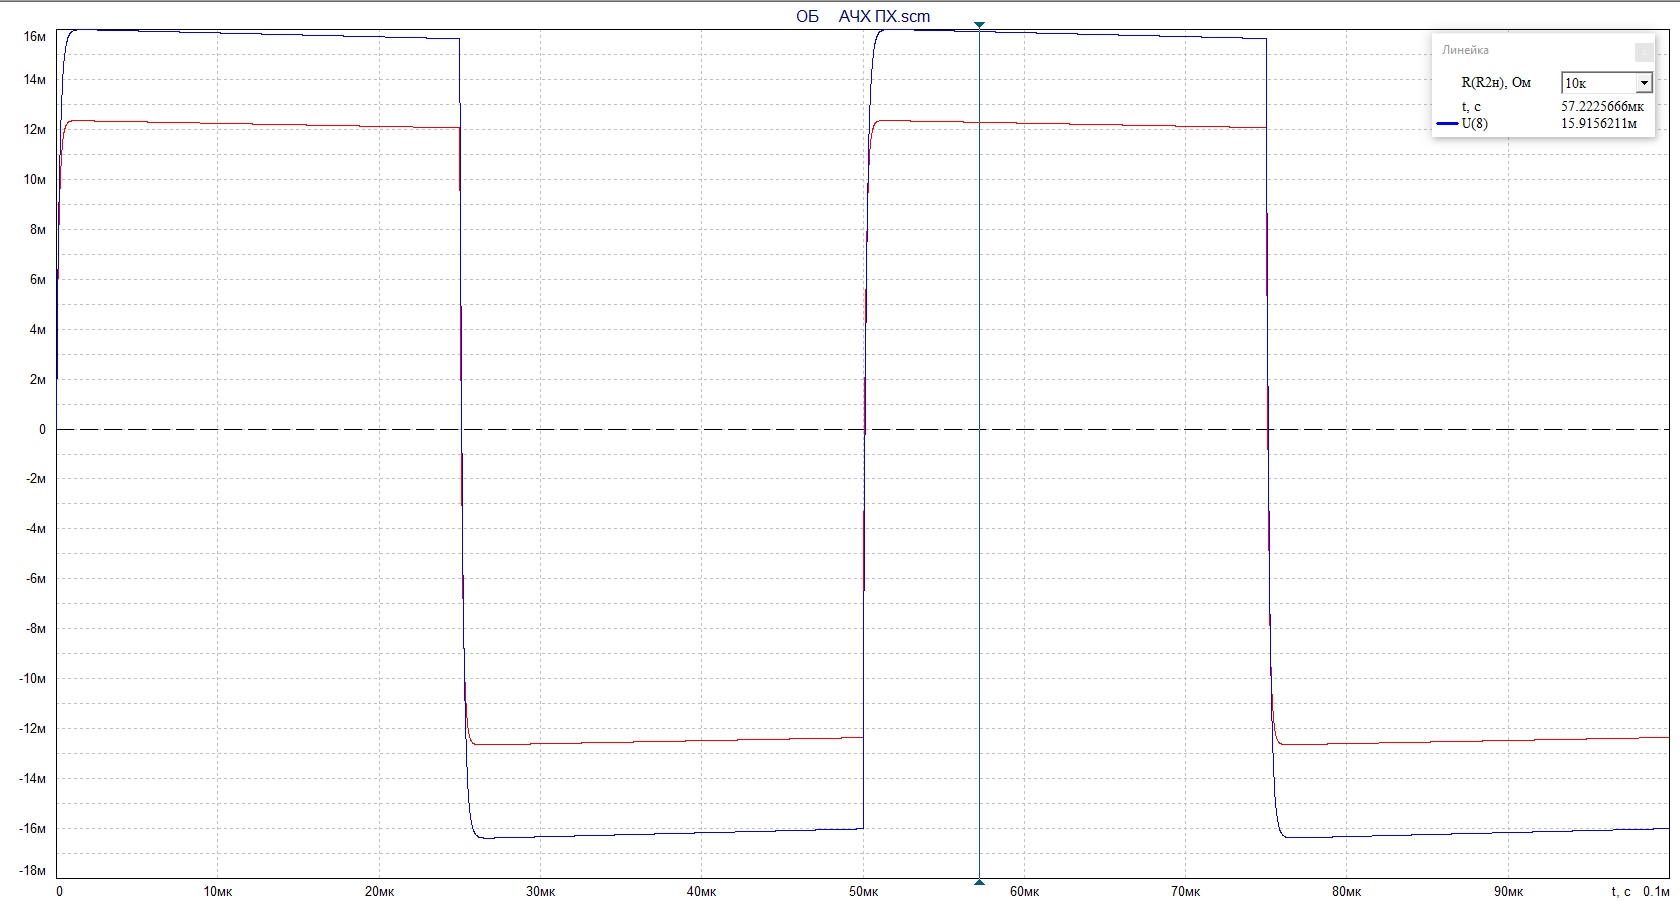 ОБ АЧХ ПХ.scm
16м
14м
12м
10м
8м
6м
4м
2м
0
-2м
-4м
-6м
-8м
-10м
-12м
-14м
-16м
-18м
Линейка
R(R2н), Ом 10к
t, с 57.2225666мк
U(8) 15.9156211м
0 10мк 20мк 30мк 40мк 50мк 60мк 70мк 80мк 90мк t, с 0.1м